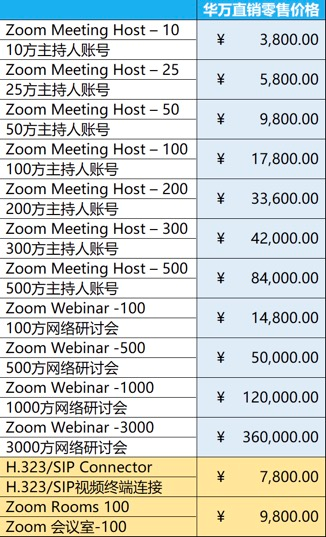 华万直销零售价格
Zoom Meeting Host – 10
10方主持人账号
¥ 3,800.00
Zoom Meeting Host – 25
25方主持人账号
¥ 5,800.00
Zoom Meeting Host – 50
50方主持人账号
¥ 9,800.00
Zoom Meeting Host – 100
100方主持人账号
¥ 17,800.00
Zoom Meeting Host – 200
200方主持人账号
¥ 33,600.00
Zoom Meeting Host – 300
300方主持人账号
¥ 42,000.00
Zoom Meeting Host – 500
500方主持人账号
¥ 84,000.00
Zoom Webinar -100
100方网络研讨会
¥ 14,800.00
Zoom Webinar -500
500方网络研讨会
¥ 50,000.00
Zoom Webinar -1000
1000方网络研讨会
¥ 120,000.00
Zoom Webinar -3000
3000方网络研讨会
¥ 360,000.00
H.323/SIP Connector
H.323/SIP视频终端连接
¥ 7,800.00
Zoom Rooms 100
Zoom 会议室-100
¥ 9,800.00